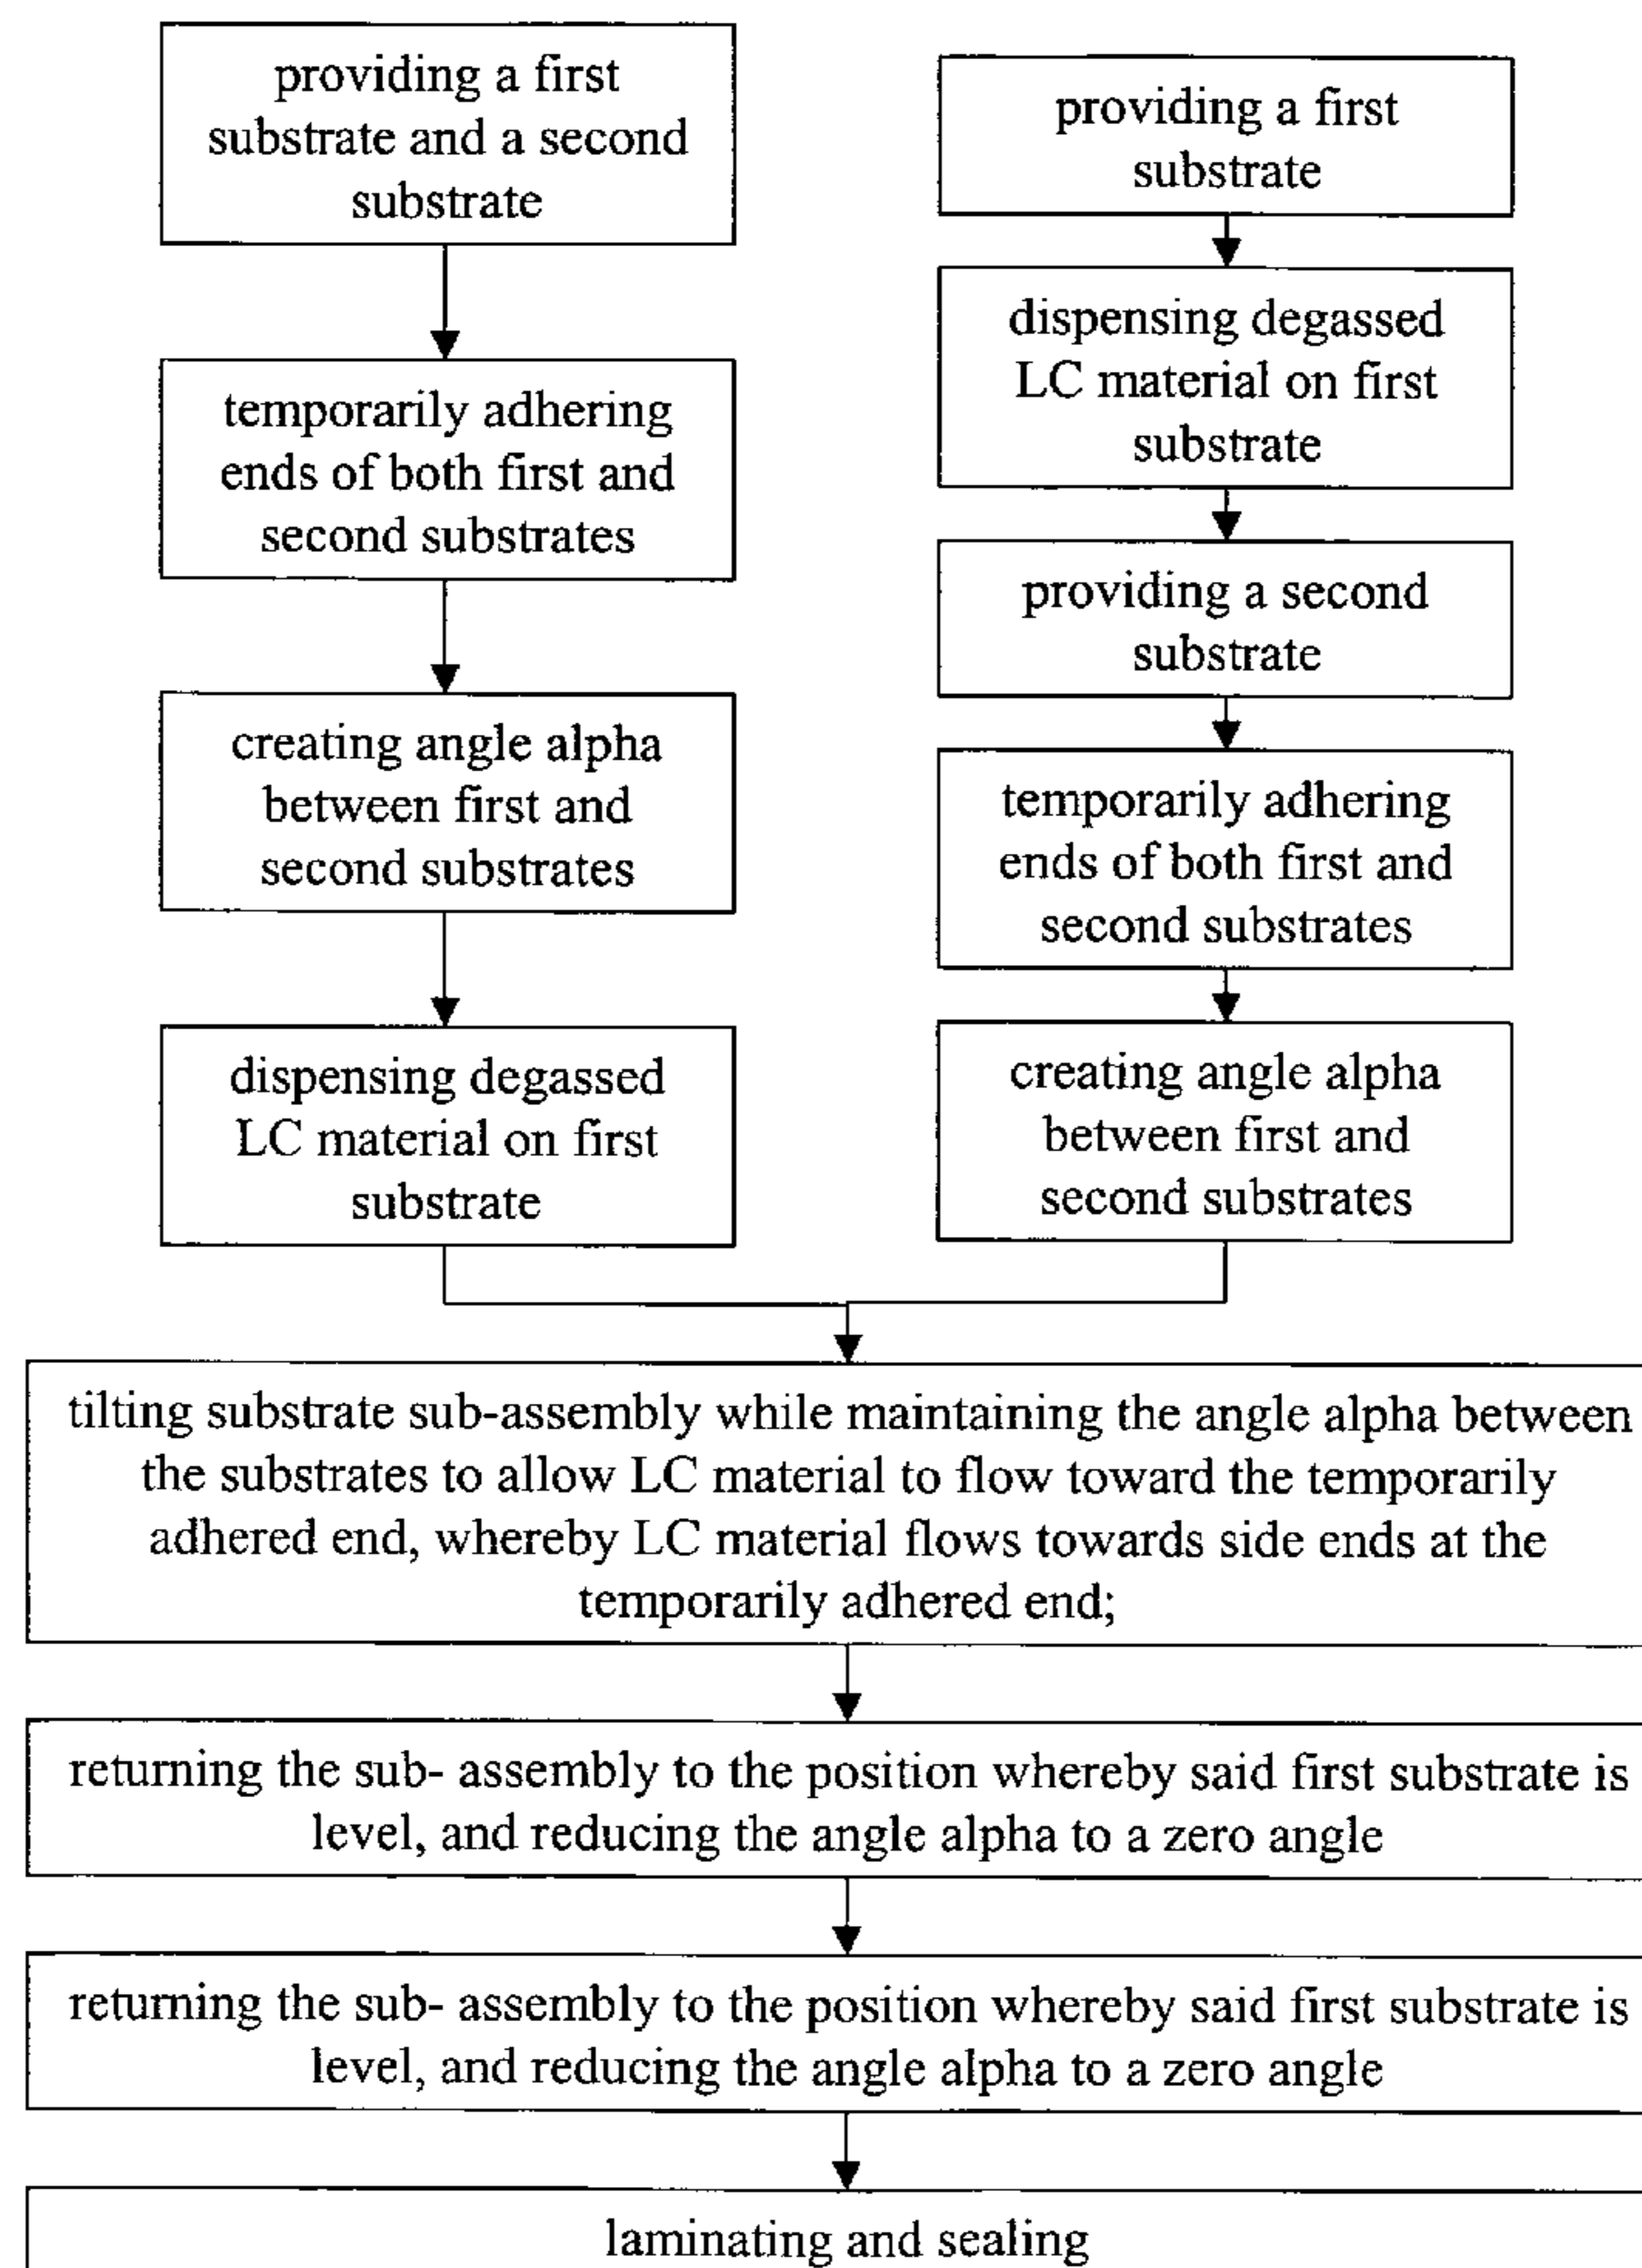 providing a first
substrate and a second
substrate
temporarily adhering
ends of both first and
second substrates
creating angle alpha
between first and
second substrates
dispensing degassed
LC material on first
substrate
providing a first
substrate
dispensing degassed
LC material on first
substrate
providing a second
substrate
temporarily adhering
ends of both first and
second substrates
creating angle alpha
between first and
second substrates
tilting substrate sub-assembly while maintaining the angle alpha between
the substrates to allow LC material to flow toward the temporarily
adhered end, whereby LC material flows towards side ends at the
temporarily adhered end;
returning the sub- assembly to the position whereby said first substrate is
level, and reducing the angle alpha to a zero angle
returning the sub- assembly to the position whereby said first substrate is
level, and reducing the angle alpha to a zero angle
laminating and sealing